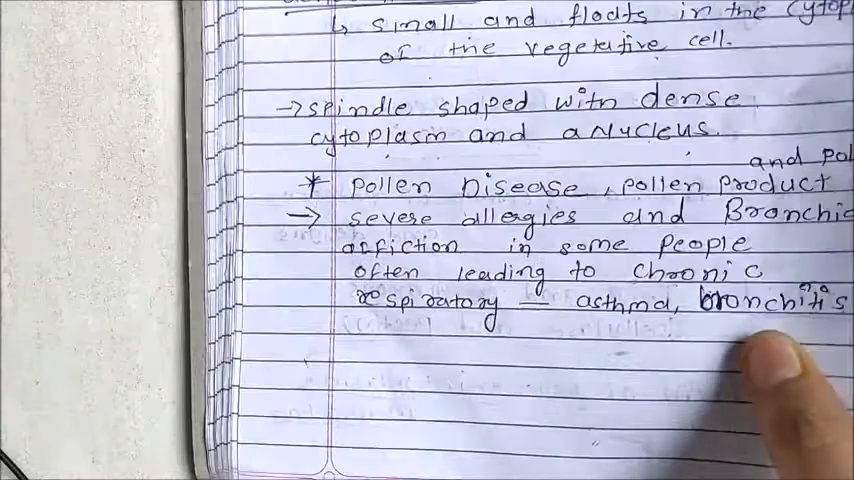 ↳ small and floats in the cytop
of the vegetative cell.
→ spindle shaped with dense
cytoplasm and a Nucleus.
and pol
* pollen Disease, pollen product
→ severe allergies and Bronchic
affiction in some people
often leading to chronic
respiratory — asthma, bronchitis